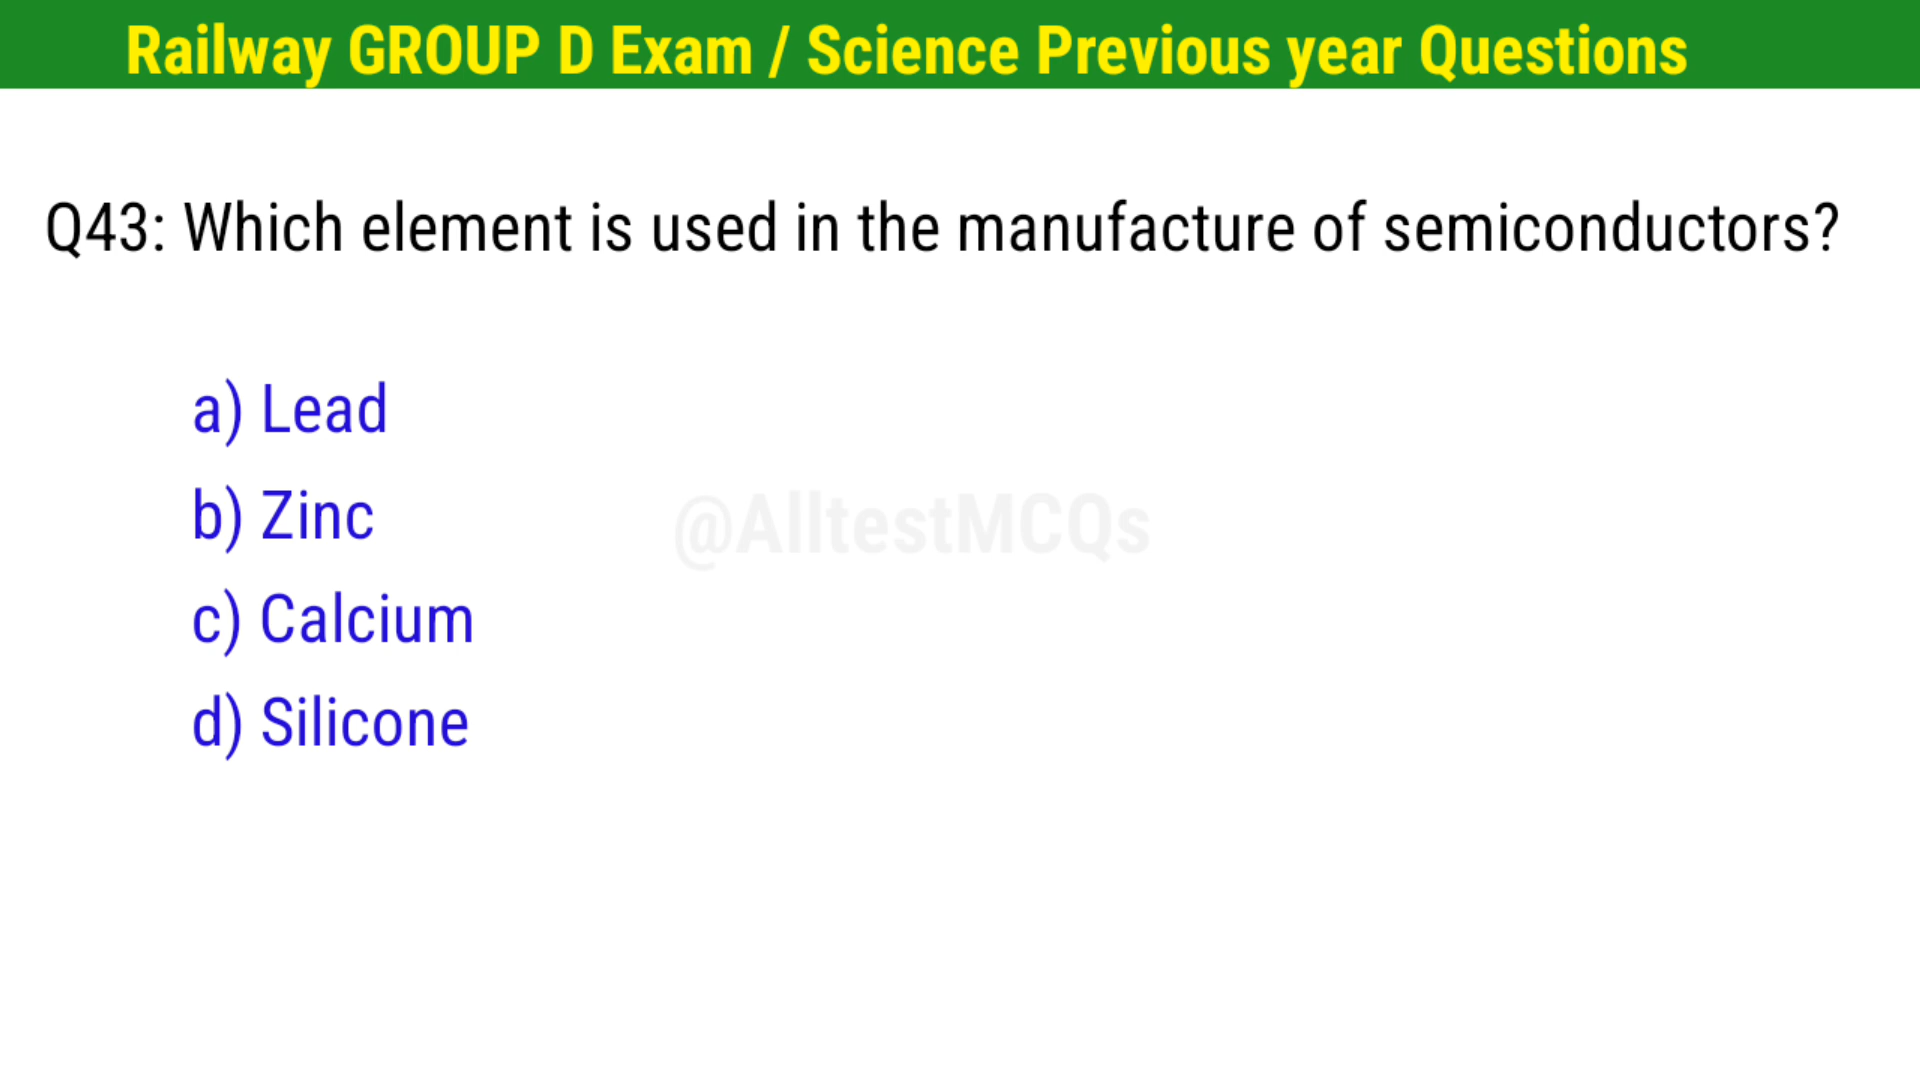 Railway GROUP D Exam / Science Previous year Questions
Q43: Which element is used in the manufacture of semiconductors?
a) Lead
b) Zinc
@AlltestMCQs
c) Calcium
d) Silicone